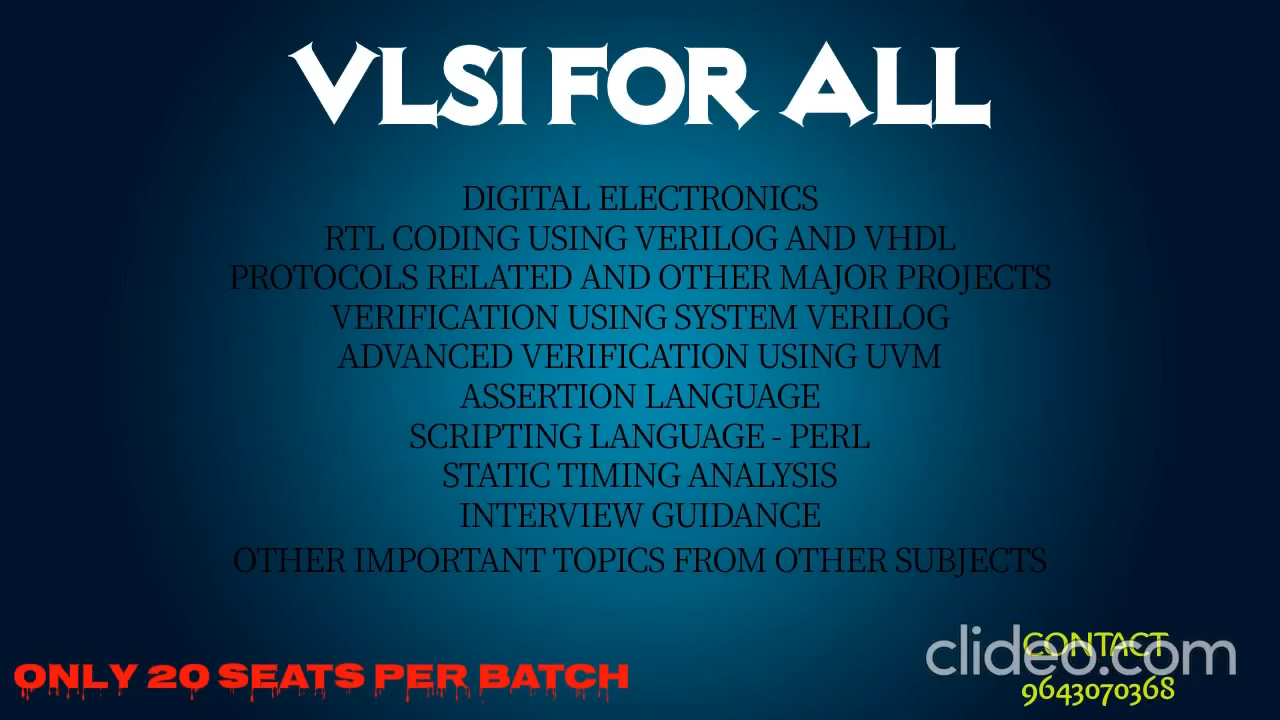 VLSI FOR ALL
DIGITAL ELECTRONICS
RTL CODING USING VERILOG AND VHDL
PROTOCOLS RELATED AND OTHER MAJOR PROJECTS
VERIFICATION USING SYSTEM VERILOG
ADVANCED VERIFICATION USING UVM
ASSERTION LANGUAGE
SCRIPTING LANGUAGE - PERL
STATIC TIMING ANALYSIS
INTERVIEW GUIDANCE
OTHER IMPORTANT TOPICS FROM OTHER SUBJECTS
ONLY 20 SEATS PER BATCH
CONTACT
clideo.com
9643070368